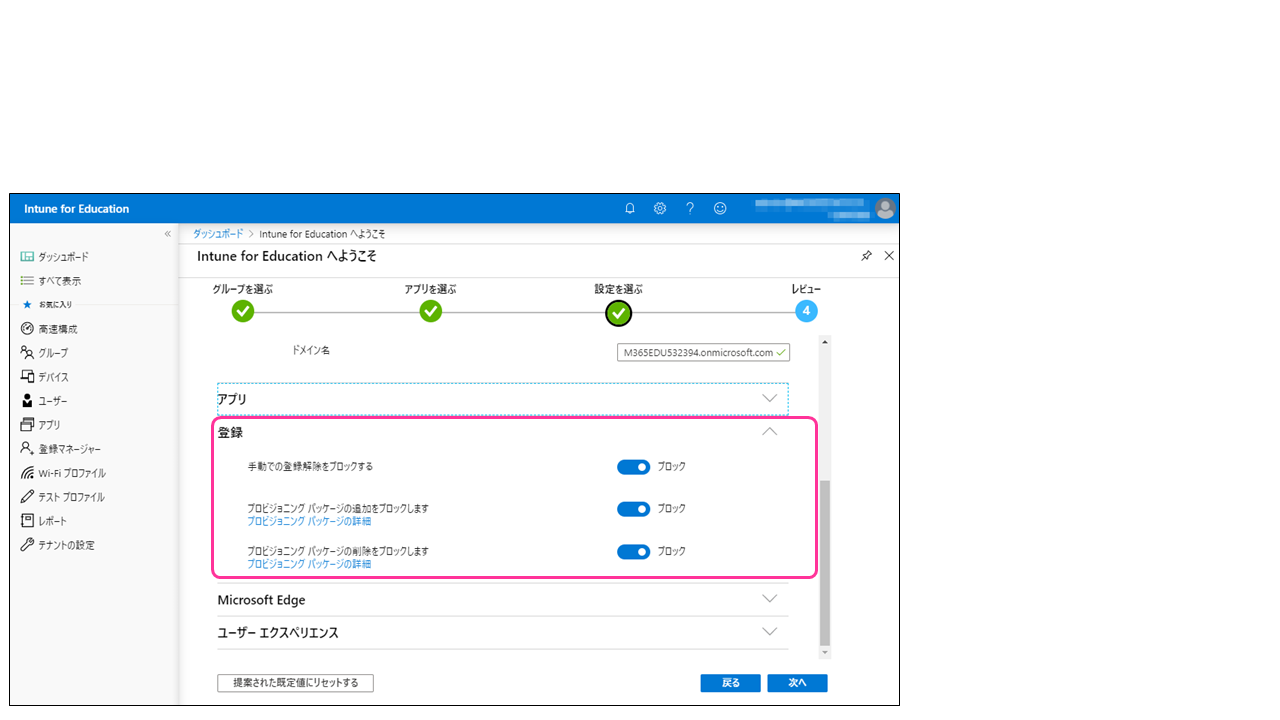 Intune for Education
ダッシュボード > Intune for Education へようこそ
Intune for Education へようこそ
ダッシュボード
すべて表示
お気に入り
高速構成
グループ
デバイス
ユーザー
アプリ
登録マネージャー
Wi-Fi プロファイル
テスト プロファイル
レポート
テナントの設定
グループを選ぶ
アプリを選ぶ
設定を選ぶ
レビュー
4
ドメイン名
M365EDU532394.onmicrosoft.com
アプリ
登録
手動での登録解除をブロックする
ブロック
プロビジョニング パッケージの追加をブロックします
プロビジョニング パッケージの詳細
ブロック
プロビジョニング パッケージの削除をブロックします
プロビジョニング パッケージの詳細
ブロック
Microsoft Edge
ユーザー エクスペリエンス
提案された既定値にリセットする
戻る
次へ